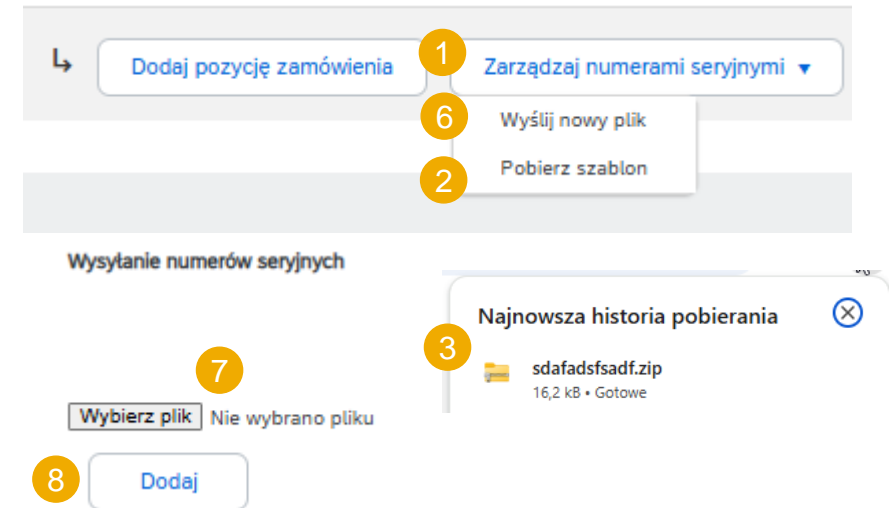 Dodaj pozycję zamówienia
1
Zarządzaj numerami seryjnymi
6
Wyślij nowy plik
2
Pobierz szablon
Wysyłanie numerów seryjnych
Najnowsza historia pobierania
3
sdafadsfsadf.zip
16,2 kB • Gotowe
7
Wybierz plik Nie wybrano pliku
8
Dodaj